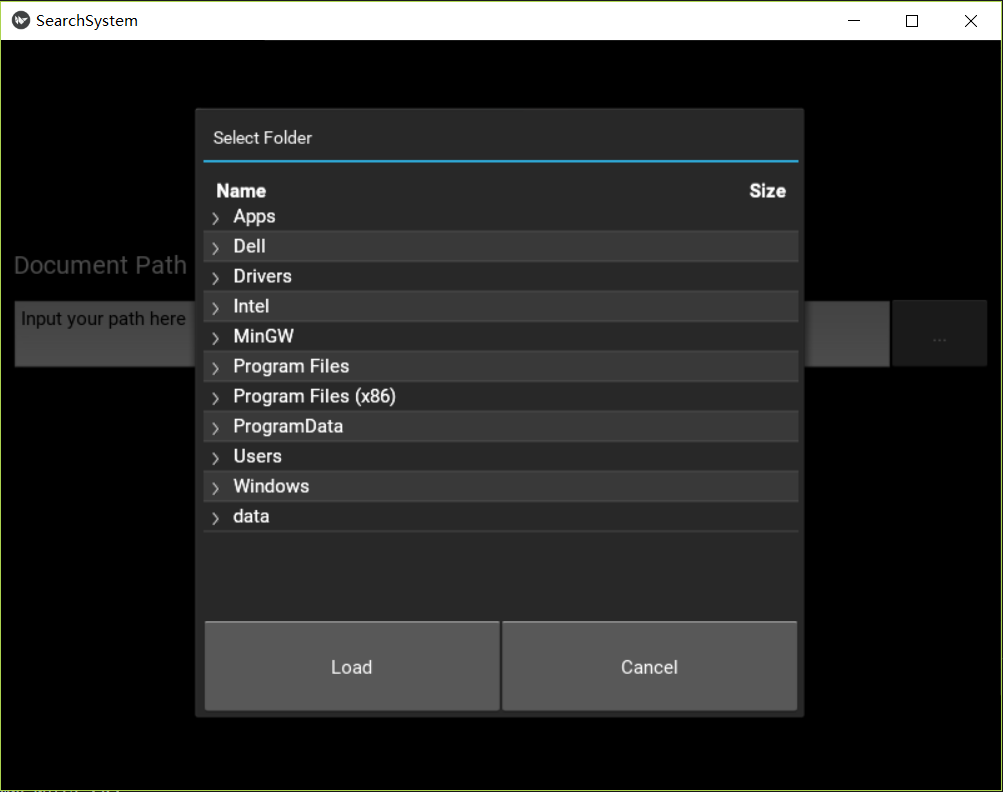 SearchSystem
Select Folder
Name Size
Apps
Dell
Drivers
Intel
MinGW
Program Files
Program Files (x86)
ProgramData
Users
Windows
data
Load Cancel
Document Path
Input your path here ...